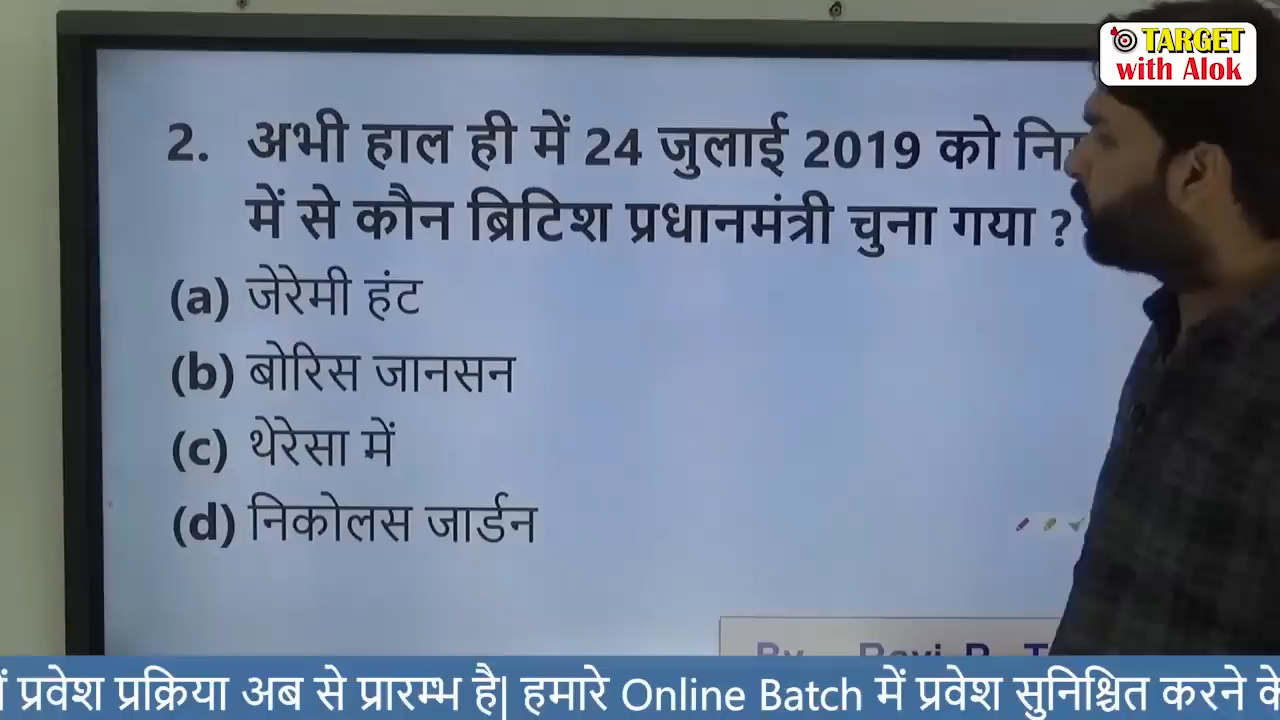 TARGET
with Alok
2. अभी हाल ही में 24 जुलाई 2019 को
में से कौन ब्रिटिश प्रधानमंत्री चुना गया ?
(a) जेरेमी हंट
(b) बोरिस जानसन
(c) थेरेसा में
(d) निकोलस जार्डन
प्रवेश प्रक्रिया अब से प्रारम्भ है| हमारे Online Batch में प्रवेश सुनिश्चित करने